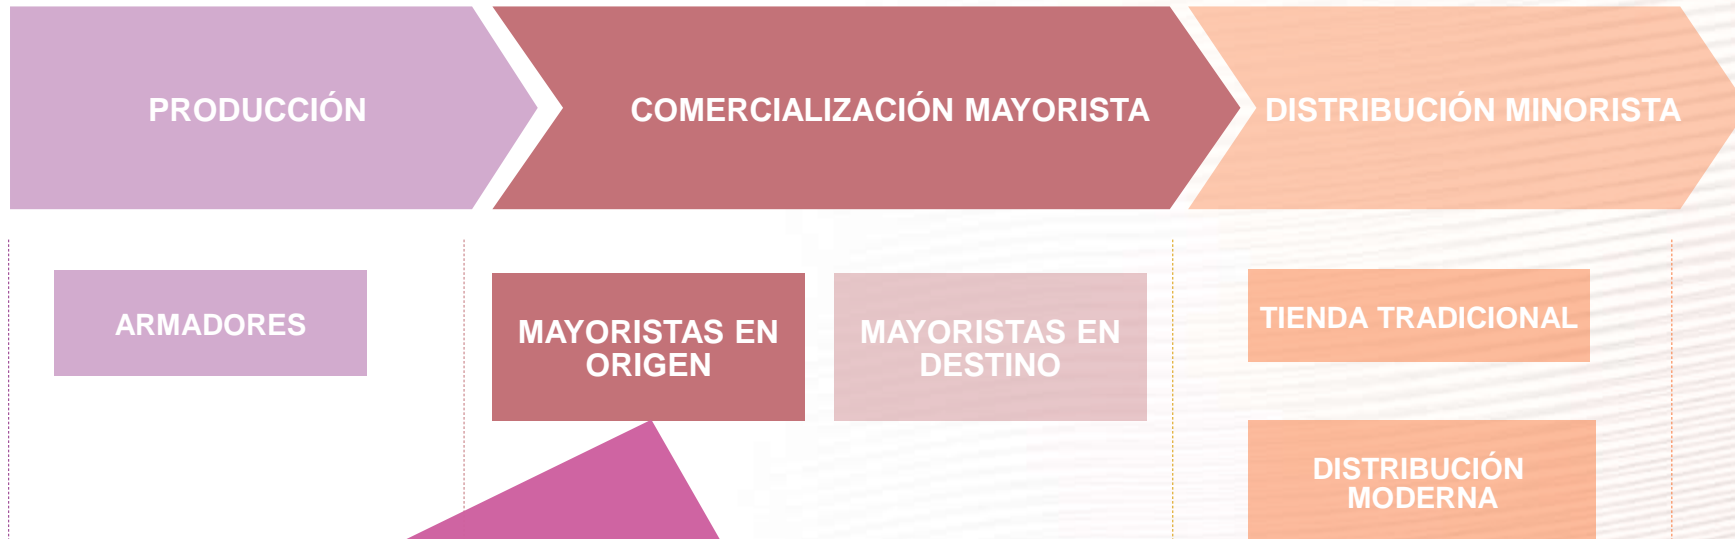 PRODUCCIÓN
COMERCIALIZACIÓN MAYORISTA
DISTRIBUCIÓN MINORISTA
ARMADORES
MAYORISTAS EN
ORIGEN
MAYORISTAS EN
DESTINO
TIENDA TRADICIONAL
DISTRIBUCIÓN
MODERNA